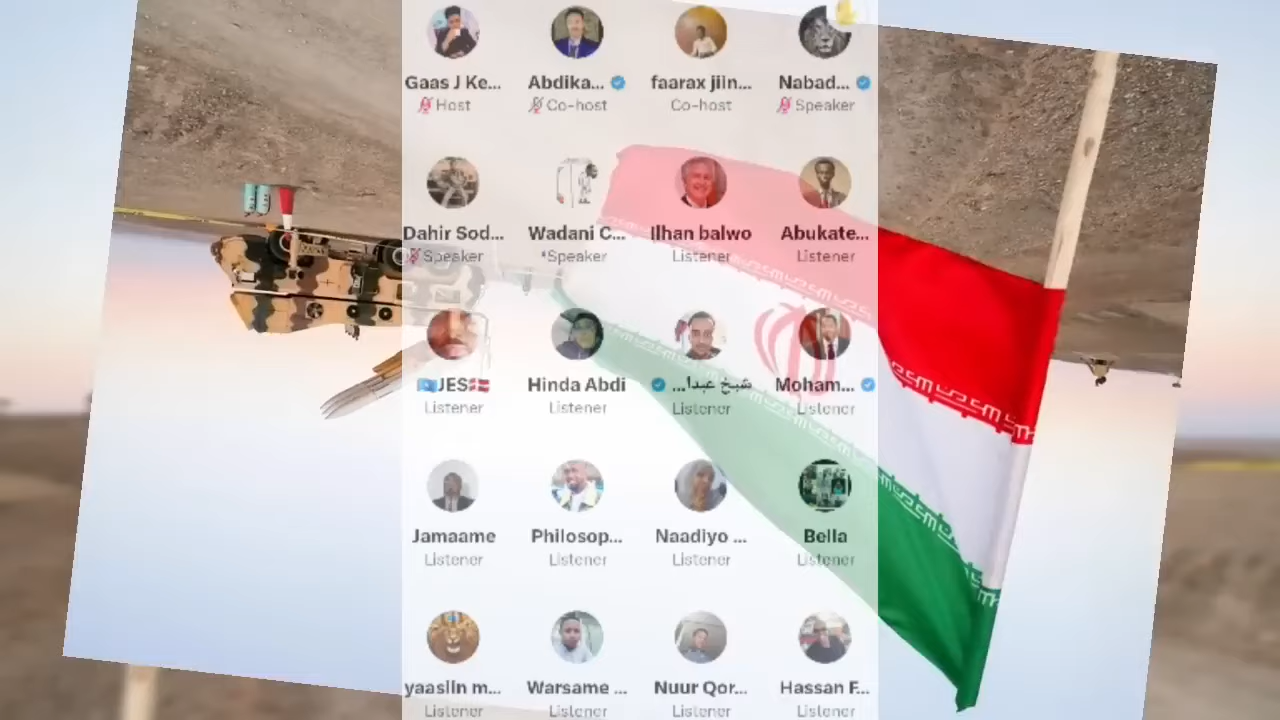 Gaas J Ke... Abdika... faarax jiin... Nabad...
Host Co-host Co-host Speaker
Dahir Sod... Wadani C... Ilhan balwo Abukate...
Speaker *Speaker Listener Listener
JES Hinda Abdi شيخ عبدا... Moham...
Listener Listener Listener Listener
Jamaame Philosop... Naadiyo ... Bella
Listener Listener Listener Listener
yaasiin m... Warsame ... Nuur Qor... Hassan F...
Listener Listener Listener Listener